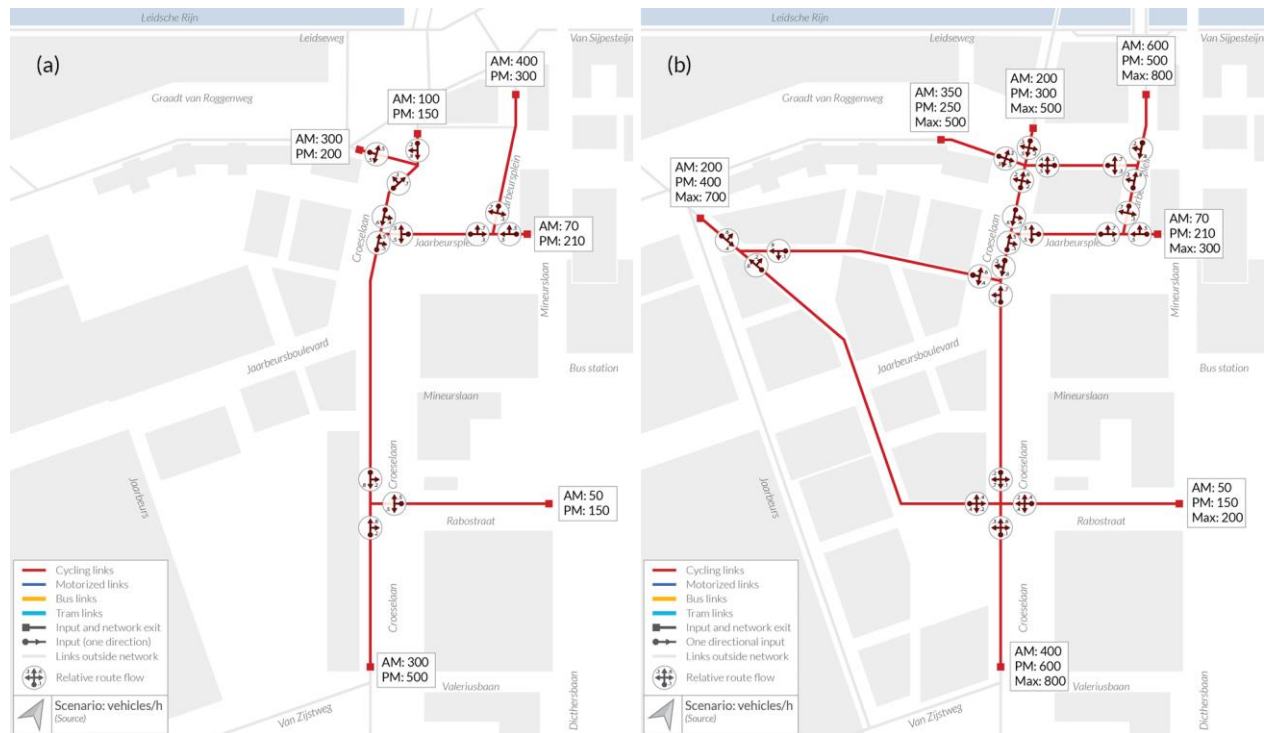 (a)
Leidsche Rijn
Leidseweg
Van Sijpesteijn
Graadt van Roggenweg
AM: 400
PM: 300
AM: 100
PM: 150
AM: 300
PM: 200
Croeselaan
AM: 70
PM: 210
Mineurslaan
Jaarbeursboulevard
Bus station
Mineurslaan
Jaarbeurs
Croeselaan
AM: 50
PM: 150
Rabostraat
Croeselaan
AM: 300
PM: 500
Valeriusbaan
Van Zijstweg
Dicthersbaan
Cycling links
Motorized links
Bus links
Tram links
Input and network exit
Input (one direction)
Links outside network
Relative route flow
Scenario: vehicles/h
(Source)
(b)
Leidsche Rijn
Leidseweg
Van Sijpesteijn
Graadt van Roggenweg
AM: 600
PM: 500
Max: 800
AM: 200
PM: 300
Max: 500
AM: 350
PM: 250
Max: 500
AM: 200
PM: 400
Max: 700
Croeselaan
AM: 70
PM: 210
Max: 300
Mineurslaan
Jaarbeursboulevard
Bus station
Mineurslaan
Jaarbeurs
Croeselaan
AM: 50
PM: 150
Max: 200
Rabostraat
Croeselaan
AM: 400
PM: 600
Max: 800
Valeriusbaan
Van Zijstweg
Dicthersbaan
Cycling links
Motorized links
Bus links
Tram links
Input and network exit
One directional input
Links outside network
Relative route flow
Scenario: vehicles/h
(Source)